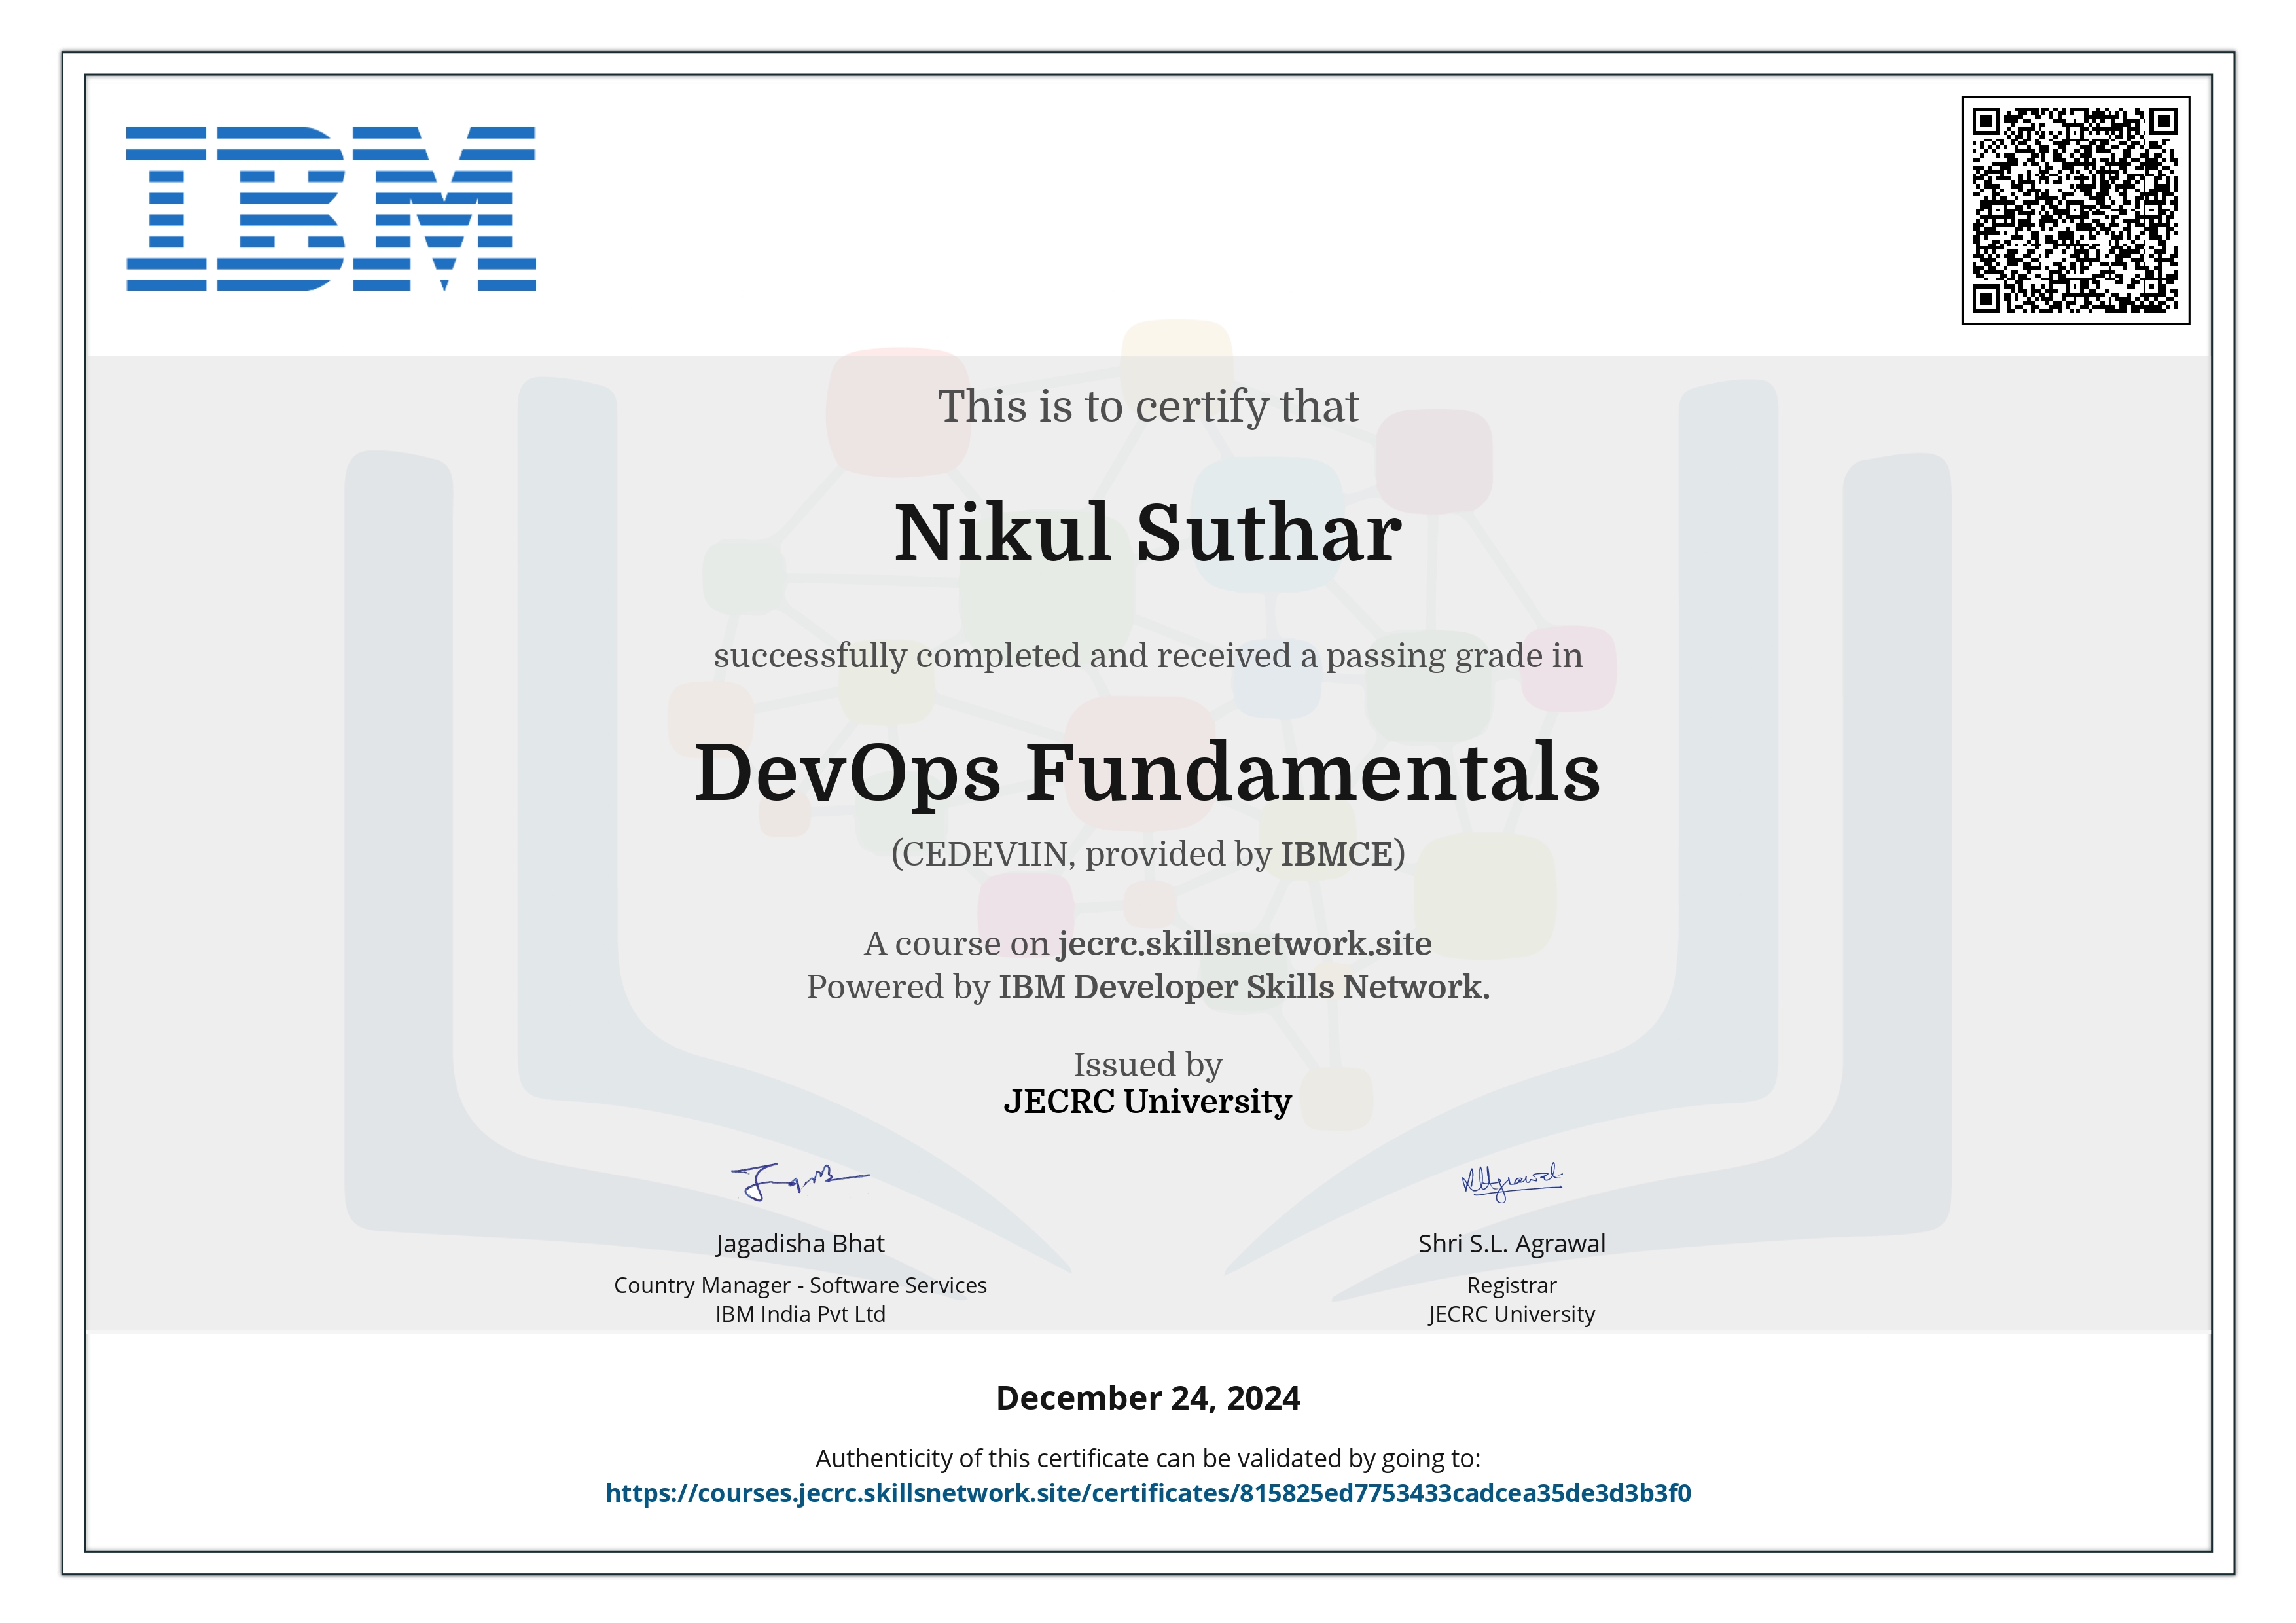 IBM
This is to certify that
Nikul Suthar
successfully completed and received a passing grade in
DevOps Fundamentals
(CEDEV1IN, provided by IBMCE)
A course on jecrc.skillsnetwork.site
Powered by IBM Developer Skills Network.
Issued by
JECRC University
Jagadisha Bhat
Country Manager - Software Services
IBM India Pvt Ltd
Shri S.L. Agrawal
Registrar
JECRC University
December 24, 2024
Authenticity of this certificate can be validated by going to:
https://courses.jecrc.skillsnetwork.site/certificates/815825ed7753433cadcea35de3d3b3f0